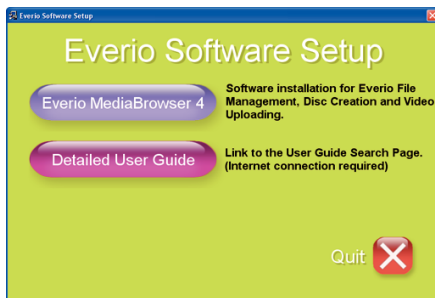 Everio Software Setup
Everio Software Setup
Everio MediaBrowser 4
Software installation for Everio File
Management, Disc Creation and Video
Uploading.
Detailed User Guide
Link to the User Guide Search Page.
(Internet connection required)
Quit